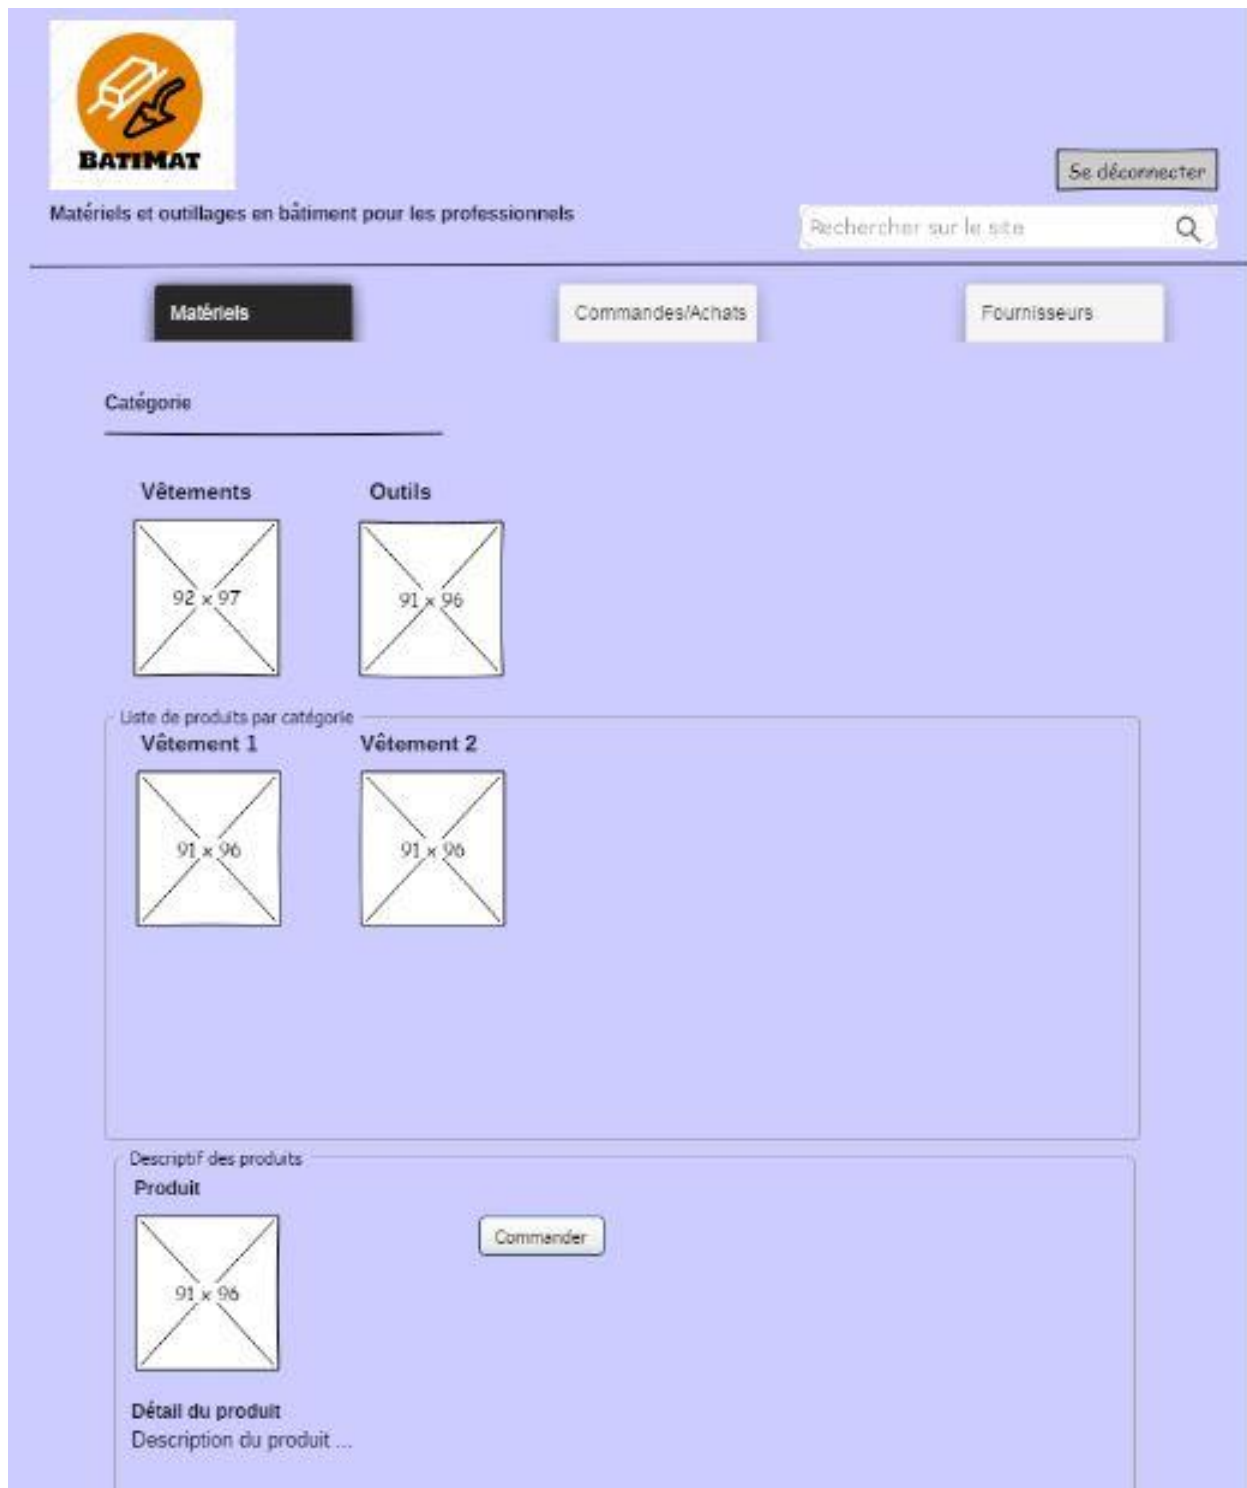 BATIMAT
Se déconnecter
Matériels et outillages en bâtiment pour les professionnels
Rechercher sur le site
Matériels
Commandes/Achats
Fournisseurs
Catégorie
Vêtements
Outils
92 x 97
91 x 96
Liste de produits par catégorie
Vêtement 1
Vêtement 2
91 x 96
91 x 96
Descriptif des produits
Produit
Commander
91 x 96
Détail du produit
Description du produit ...